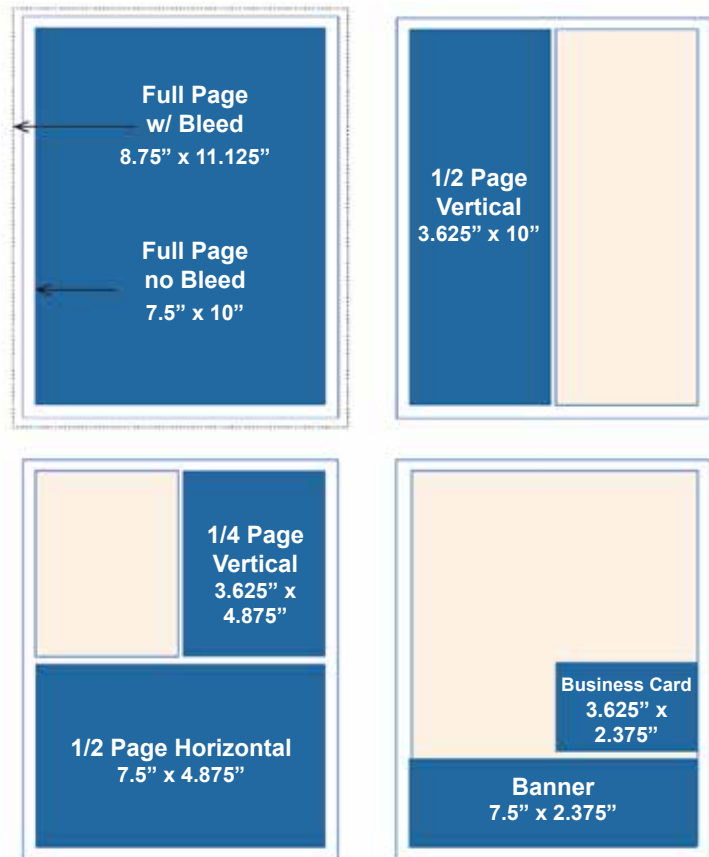 Full Page
w/ Bleed
8.75” x 11.125”
Full Page
no Bleed
7.5” x 10”
1/2 Page
Vertical
3.625” x 10”
1/4 Page
Vertical
3.625” x
4.875”
1/2 Page Horizontal
7.5” x 4.875”
Business Card
3.625” x
2.375”
Banner
7.5” x 2.375”